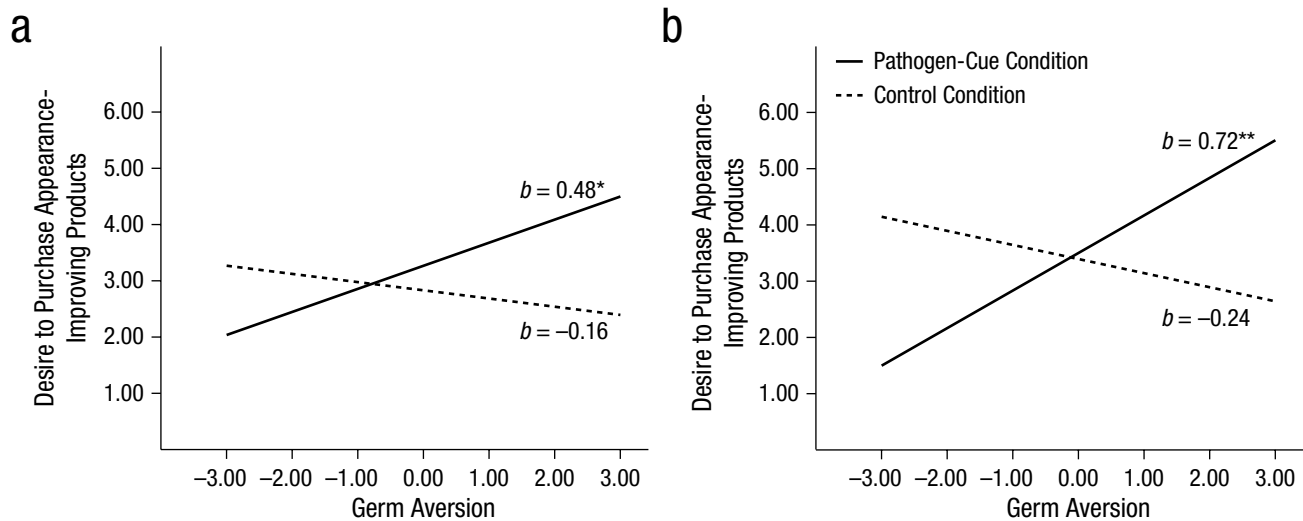 a
Desire to Purchase Appearance-
Improving Products
6.00
5.00
4.00
3.00
2.00
1.00
b = 0.48*
b = –0.16
–3.00 –2.00 –1.00 0.00 1.00 2.00 3.00
Germ Aversion
b
Pathogen-Cue Condition
Control Condition
Desire to Purchase Appearance-
Improving Products
6.00
5.00
4.00
3.00
2.00
1.00
b = 0.72**
b = –0.24
–3.00 –2.00 –1.00 0.00 1.00 2.00 3.00
Germ Aversion